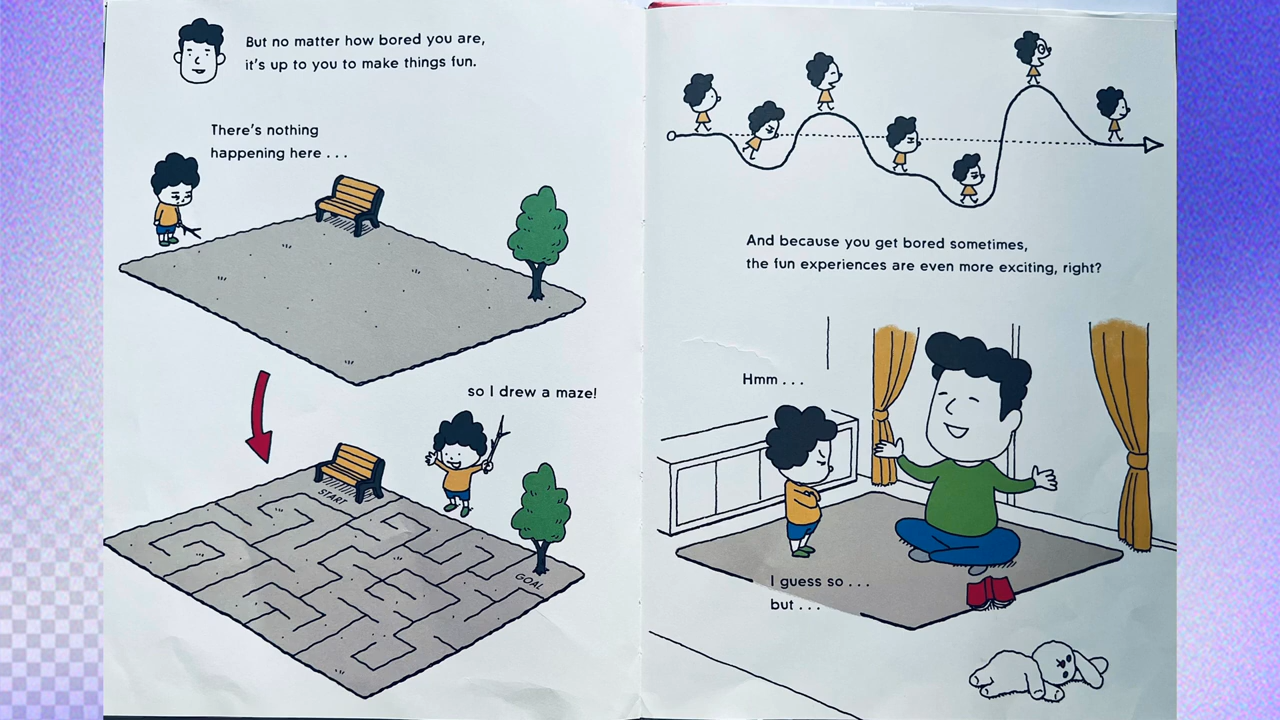 But no matter how bored you are,
it's up to you to make things fun.
There's nothing
happening here . . .
so I drew a maze!
START
GOAL
And because you get bored sometimes,
the fun experiences are even more exciting, right?
Hmm . . .
I guess so . . .
but . . .